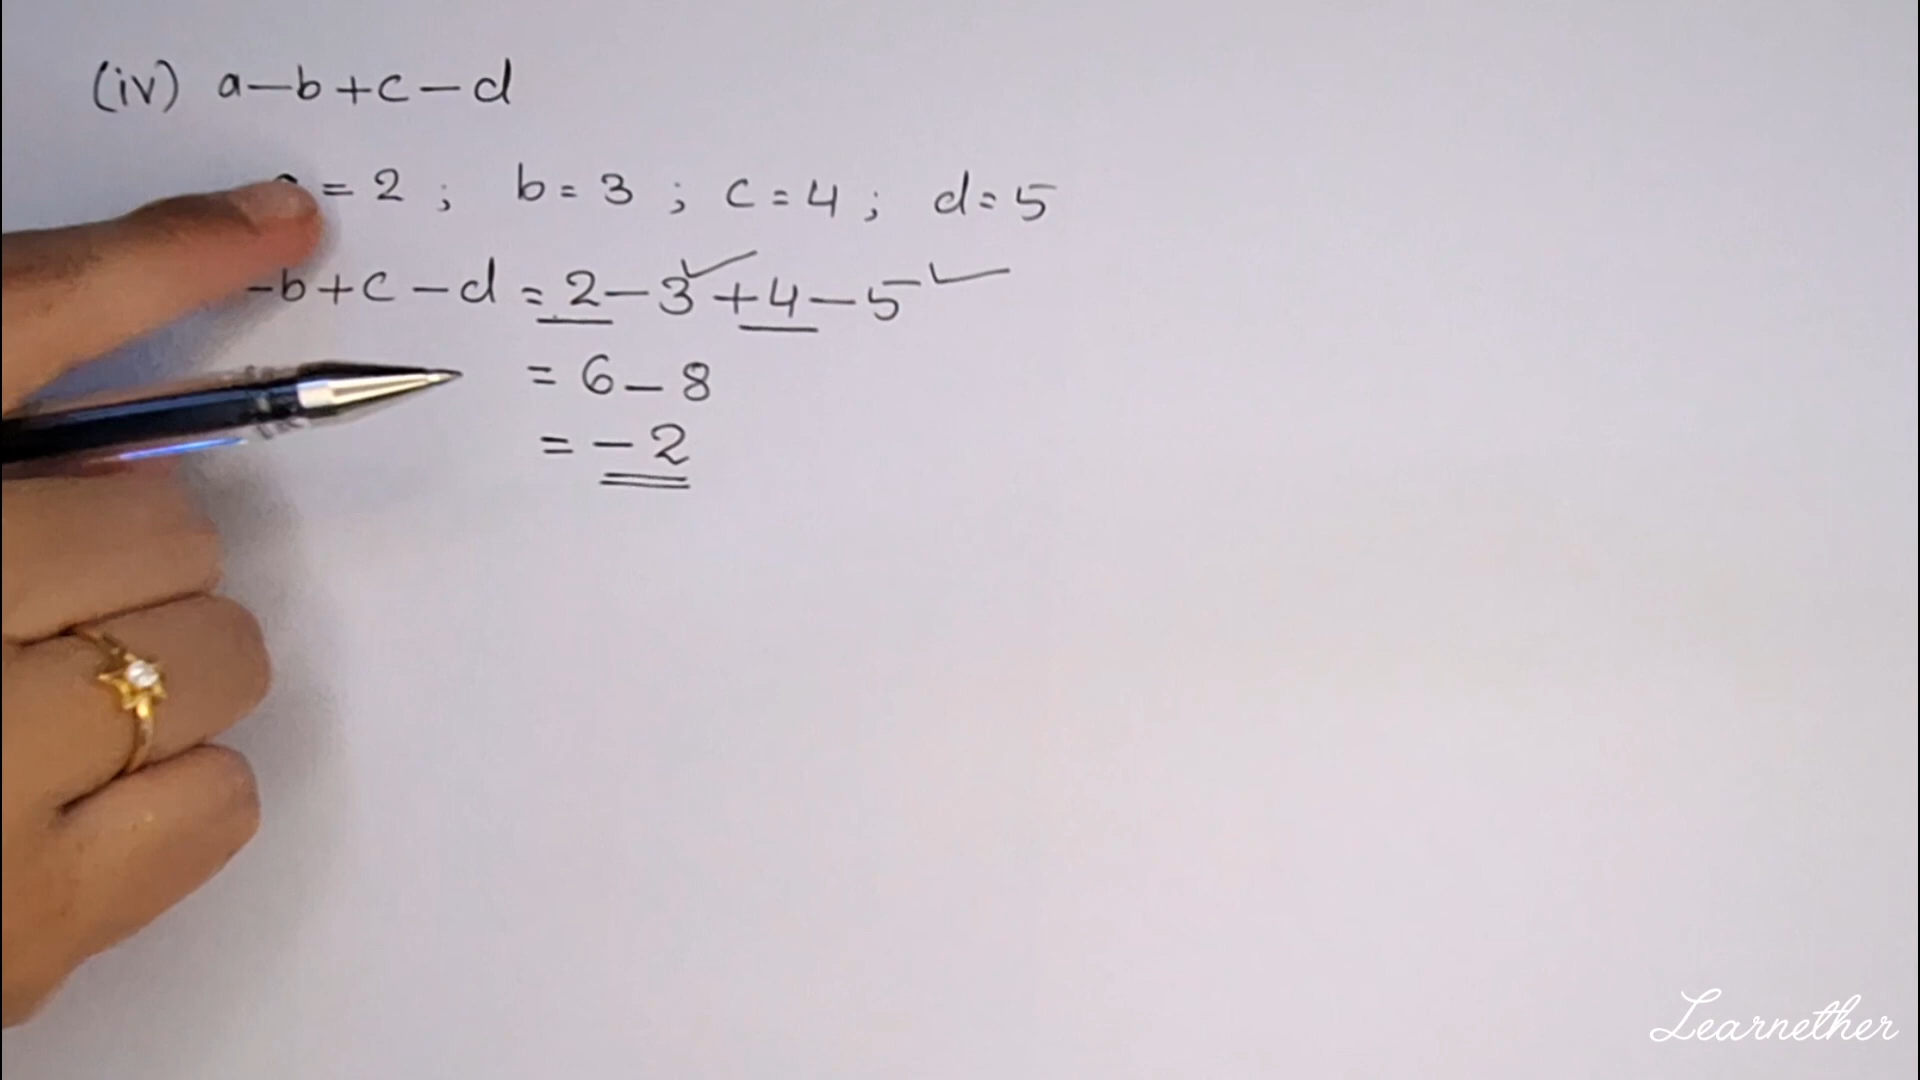 (iv) a-b+c-d
= 2 ; b = 3 ; c = 4 ; d = 5
-b+c-d = 2-3+4-5
= 6-8
= -2
Learnether